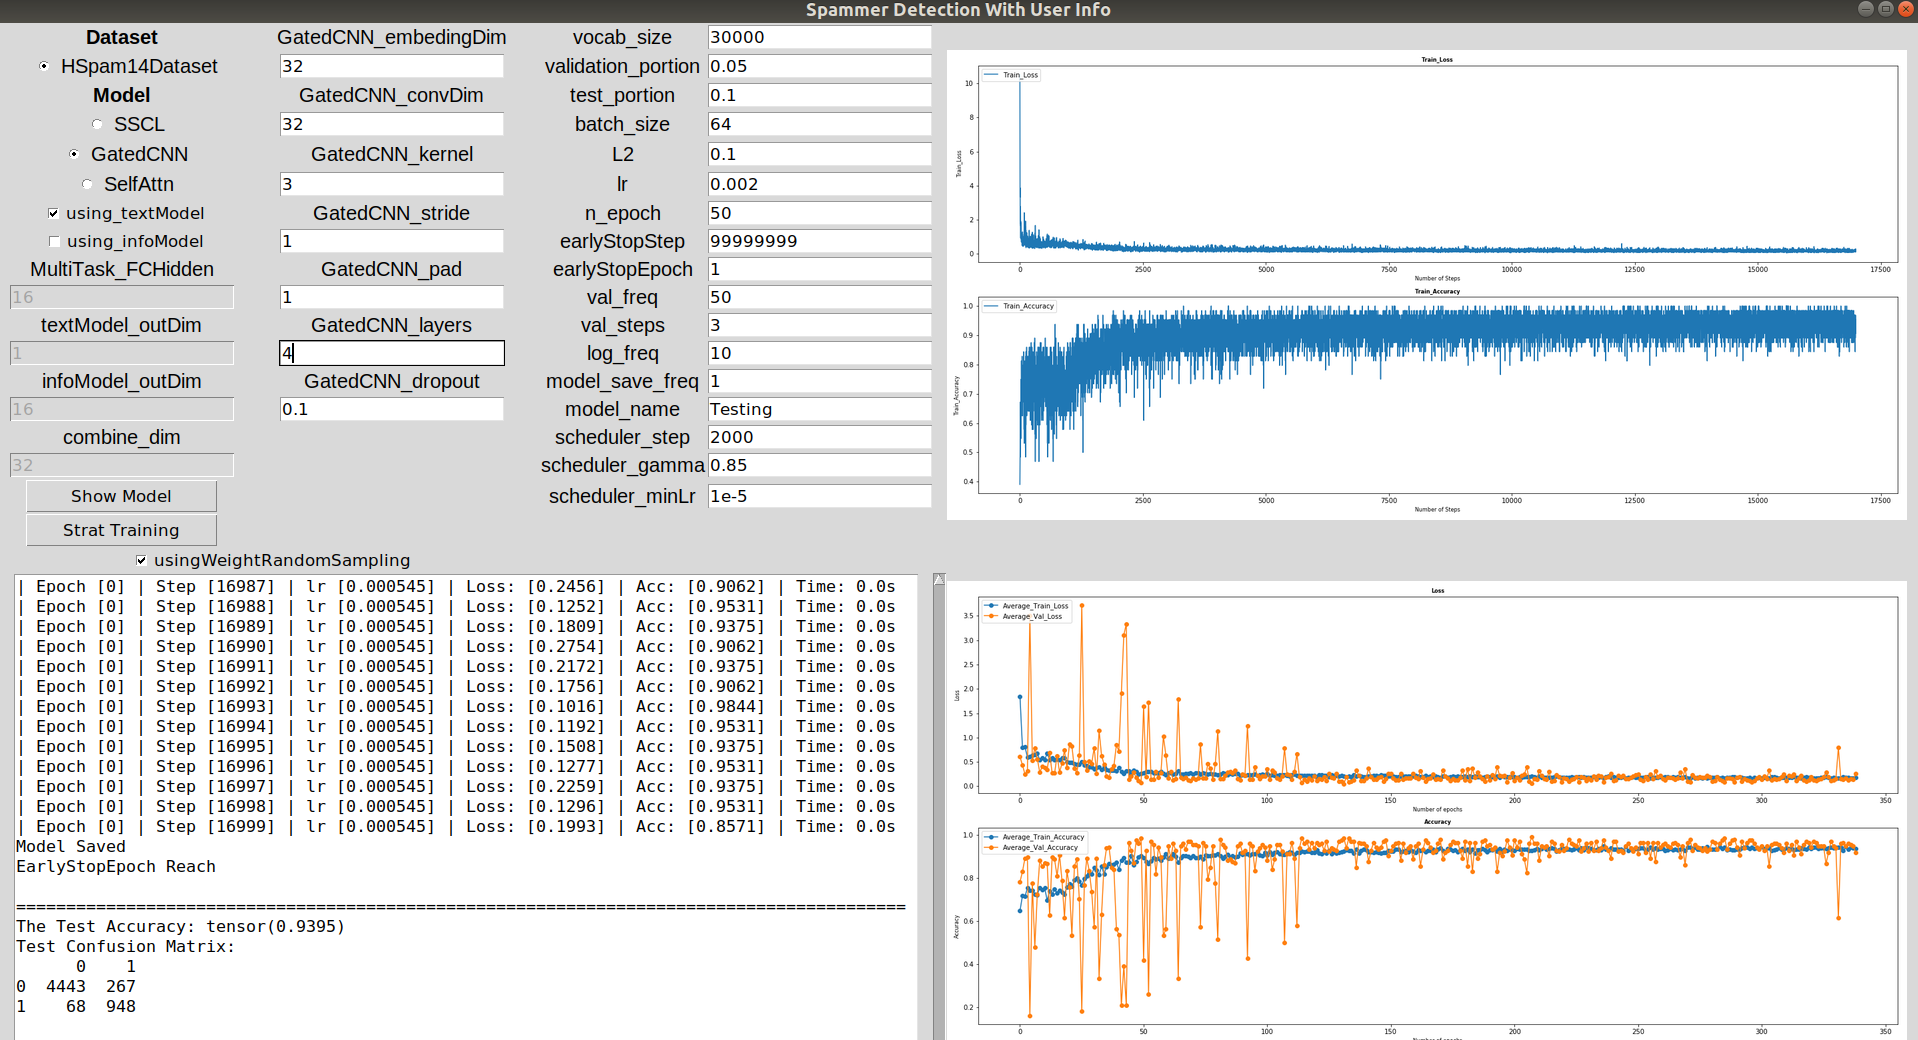 Spammer Detection With User Info
Dataset
HSpam14Dataset
Model
SSCL
GatedCNN
SelfAttn
using_textModel
using_infoModel
MultiTask_FCHidden
16
textModel_outDim
1
infoModel_outDim
16
combine_dim
32
Show Model
Strat Training
usingWeightRandomSampling
GatedCNN_embedingDim
32
GatedCNN_convDim
32
GatedCNN_kernel
3
GatedCNN_stride
1
GatedCNN_pad
1
GatedCNN_layers
4
GatedCNN_dropout
0.1
vocab_size 30000
validation_portion 0.05
test_portion 0.1
batch_size 64
L2 0.1
lr 0.002
n_epoch 50
earlyStopStep 99999999
earlyStopEpoch 1
val_freq 50
val_steps 3
log_freq 10
model_save_freq 1
model_name Testing
scheduler_step 2000
scheduler_gamma 0.85
scheduler_minLr 1e-5
| Epoch [0] | Step [16987] | lr [0.000545] | Loss: [0.2456] | Acc: [0.9062] | Time: 0.0s
| Epoch [0] | Step [16988] | lr [0.000545] | Loss: [0.1252] | Acc: [0.9531] | Time: 0.0s
| Epoch [0] | Step [16989] | lr [0.000545] | Loss: [0.1809] | Acc: [0.9375] | Time: 0.0s
| Epoch [0] | Step [16990] | lr [0.000545] | Loss: [0.2754] | Acc: [0.9062] | Time: 0.0s
| Epoch [0] | Step [16991] | lr [0.000545] | Loss: [0.2172] | Acc: [0.9375] | Time: 0.0s
| Epoch [0] | Step [16992] | lr [0.000545] | Loss: [0.1756] | Acc: [0.9062] | Time: 0.0s
| Epoch [0] | Step [16993] | lr [0.000545] | Loss: [0.1016] | Acc: [0.9844] | Time: 0.0s
| Epoch [0] | Step [16994] | lr [0.000545] | Loss: [0.1192] | Acc: [0.9531] | Time: 0.0s
| Epoch [0] | Step [16995] | lr [0.000545] | Loss: [0.1508] | Acc: [0.9375] | Time: 0.0s
| Epoch [0] | Step [16996] | lr [0.000545] | Loss: [0.1277] | Acc: [0.9531] | Time: 0.0s
| Epoch [0] | Step [16997] | lr [0.000545] | Loss: [0.2259] | Acc: [0.9375] | Time: 0.0s
| Epoch [0] | Step [16998] | lr [0.000545] | Loss: [0.1296] | Acc: [0.9531] | Time: 0.0s
| Epoch [0] | Step [16999] | lr [0.000545] | Loss: [0.1993] | Acc: [0.8571] | Time: 0.0s
Model Saved
EarlyStopEpoch Reach
=========================================================================================
The Test Accuracy: tensor(0.9395)
Test Confusion Matrix:
0 1
0 4443 267
1 68 948
Train_Loss
Train_Loss
10
8
6
4
2
0
Train_Loss
0 2500 5000 7500 10000 12500 15000 17500
Number of Steps
Train_Accuracy
Train_Accuracy
1.0
0.9
0.8
0.7
0.6
0.5
0.4
Train_Accuracy
0 2500 5000 7500 10000 12500 15000 17500
Number of Steps
Loss
Average_Train_Loss
Average_Val_Loss
3.5
3.0
2.5
2.0
1.5
1.0
0.5
0.0
Loss
0 50 100 150 200 250 300 350
Number of epochs
Accuracy
Average_Train_Accuracy
Average_Val_Accuracy
1.0
0.8
0.6
0.4
0.2
Accuracy
0 50 100 150 200 250 300 350
Number of epochs